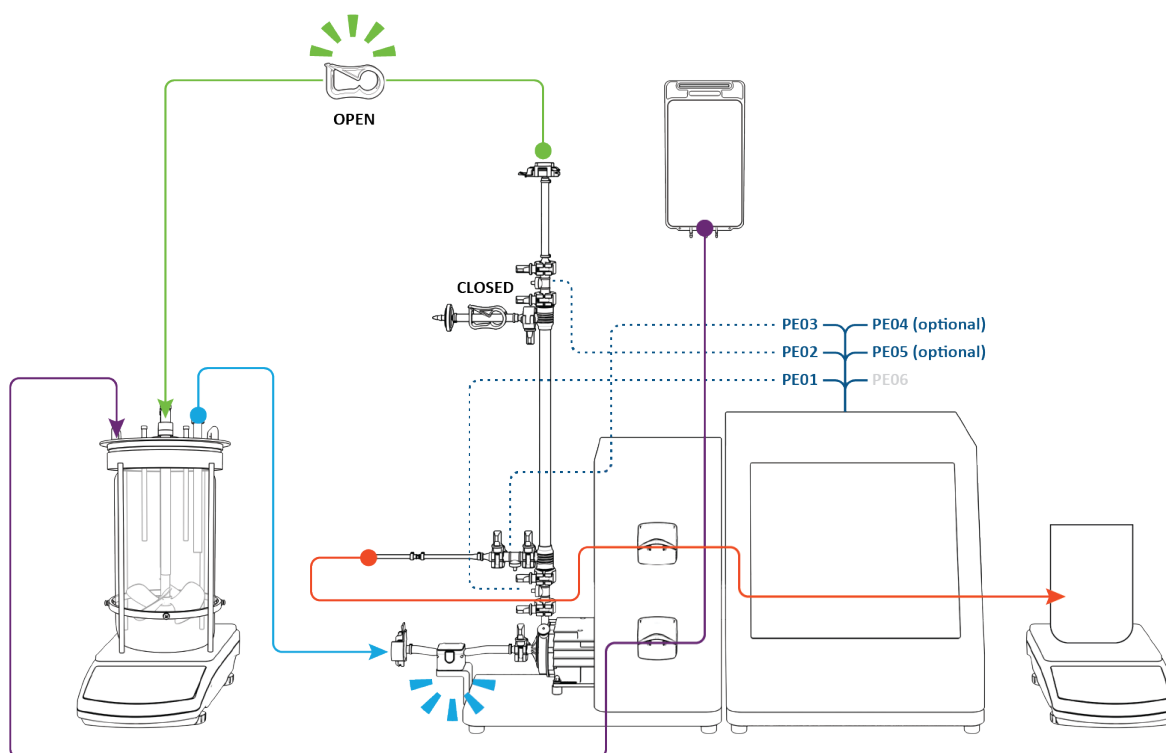 OPEN
CLOSED
PE03 PE04 (optional)
PE02 PE05 (optional)
PE01 PE06